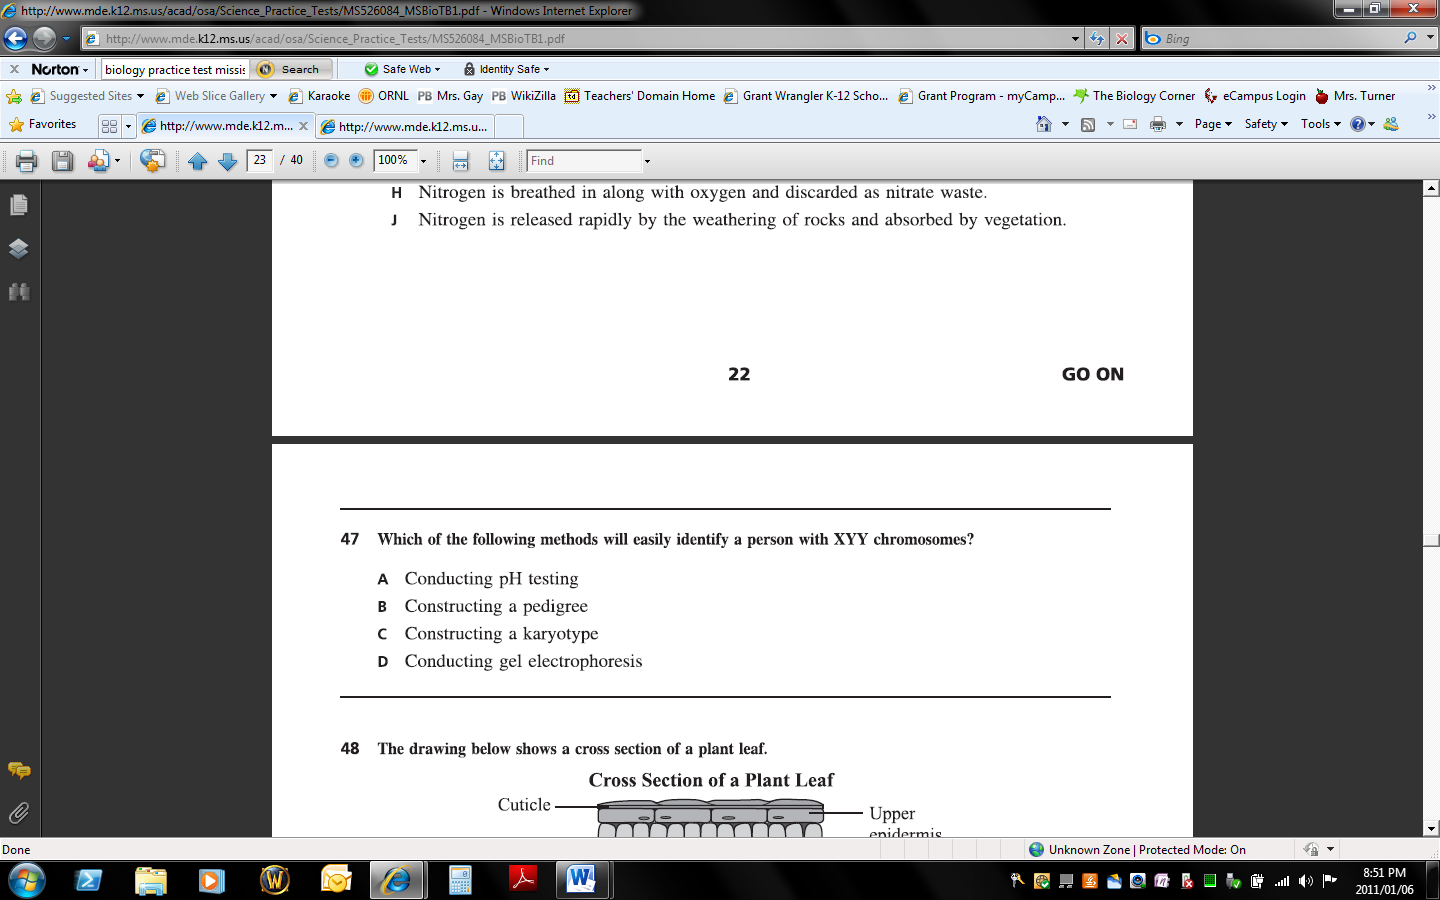 http://www.mde.k12.ms.us/acad/osa/Science_Practice_Tests/MS526084_MSBioTB1.pdf - Windows Internet Explorer
http://www.mde.k12.ms.us/acad/osa/Science_Practice_Tests/MS526084_MSBioTB1.pdf
Bing
x Norton biology practice test missis Search Safe Web Identity Safe
Suggested Sites Web Slice Gallery Karaoke ORNL PB Mrs. Gay PB WikiZilla td Teachers' Domain Home Grant Wrangler K-12 Scho... Grant Program - myCamp... The Biology Corner eCampus Login Mrs. Turner
Favorites http://www.mde.k12.m... http://www.mde.k12.ms.u... Page Safety Tools
23 / 40 100% Find
H Nitrogen is breathed in along with oxygen and discarded as nitrate waste.
J Nitrogen is released rapidly by the weathering of rocks and absorbed by vegetation.
22 GO ON
47 Which of the following methods will easily identify a person with XYY chromosomes?
A Conducting pH testing
B Constructing a pedigree
C Constructing a karyotype
D Conducting gel electrophoresis
48 The drawing below shows a cross section of a plant leaf.
Cross Section of a Plant Leaf
Cuticle
Upper
epidermis
Done Unknown Zone | Protected Mode: On
8:51 PM
2011/01/06